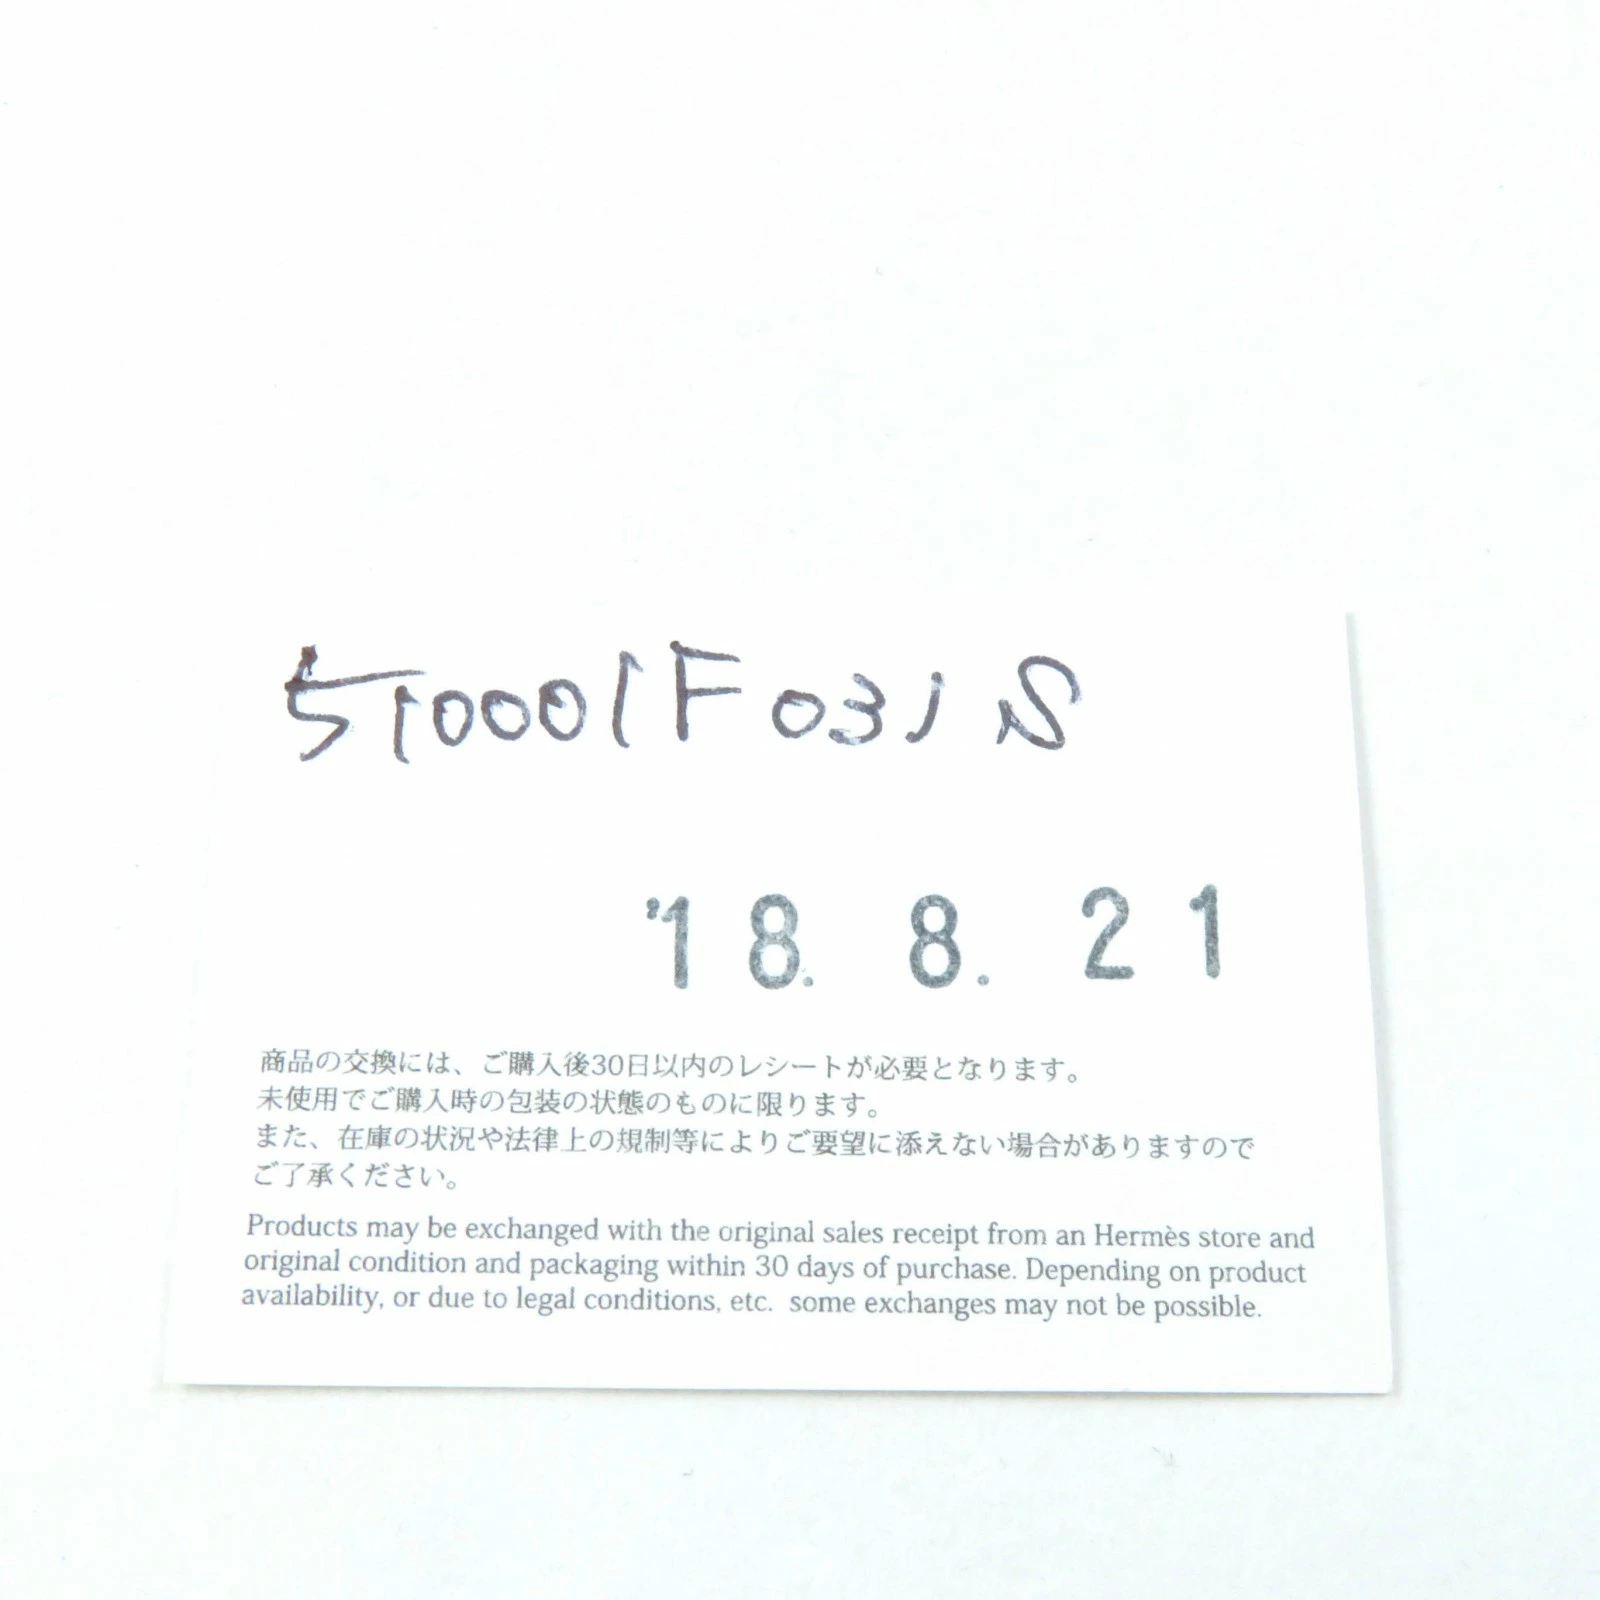 510001F 031 S
'18. 8. 21
商品の交換には、ご購入後30日以内のレシートが必要となります。
未使用でご購入時の包装の状態のものに限ります。
また、在庫の状況や法律上の規制等によりご要望に添えない場合がありますので
ご了承ください。
Products may be exchanged with the original sales receipt from an Hermès store and
original condition and packaging within 30 days of purchase. Depending on product
availability, or due to legal conditions, etc. some exchanges may not be possible.